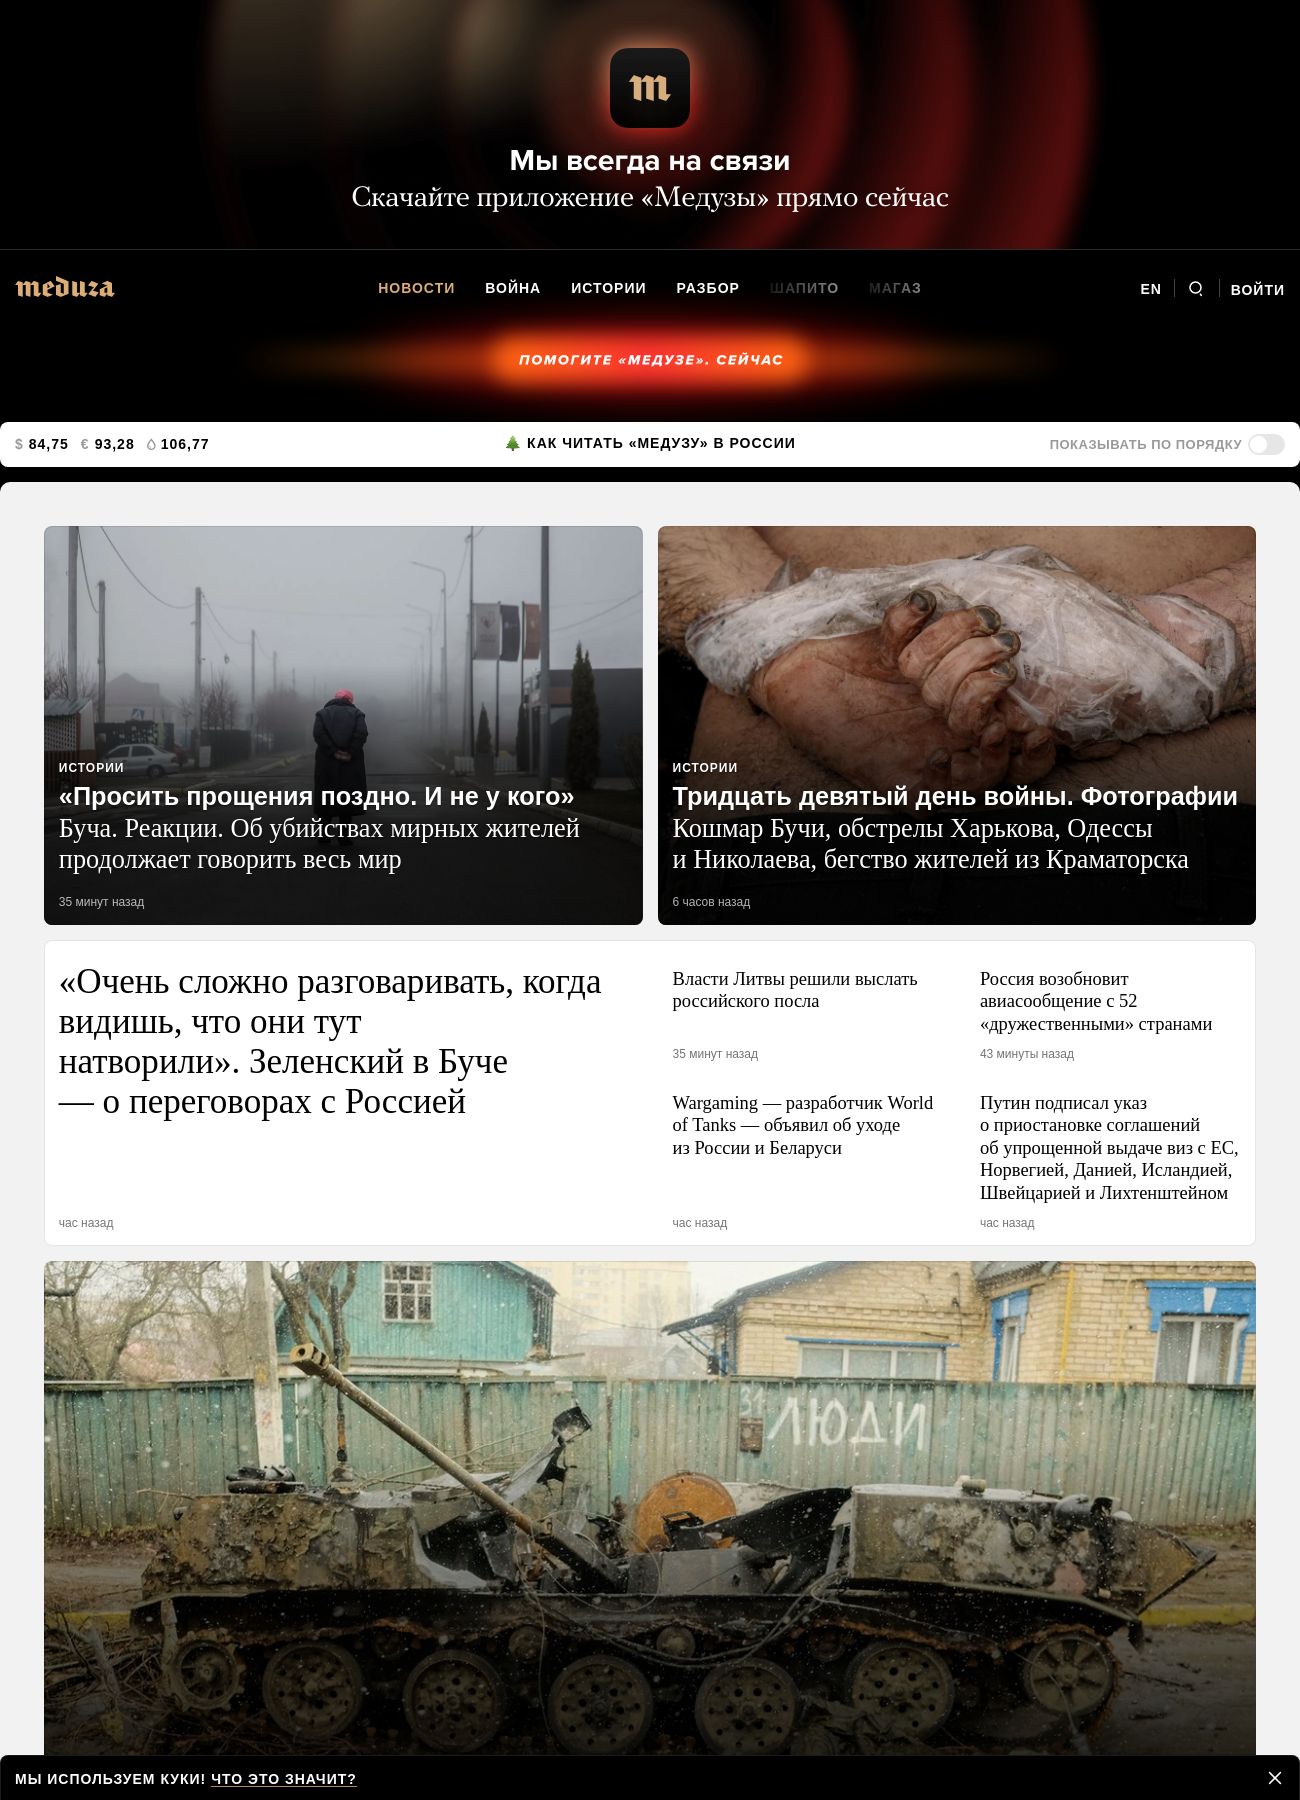 m
Мы всегда на связи
Скачайте приложение «Медузы» прямо сейчас
meduza
НОВОСТИ ВОЙНА ИСТОРИИ РАЗБОР ШАПИТО МАГАЗ
EN ВОЙТИ
ПОМОГИТЕ «МЕДУЗЕ». СЕЙЧАС
$ 84,75 € 93,28 106,77
КАК ЧИТАТЬ «МЕДУЗУ» В РОССИИ
ПОКАЗЫВАТЬ ПО ПОРЯДКУ
ИСТОРИИ
«Просить прощения поздно. И не у кого»
Буча. Реакции. Об убийствах мирных жителей
продолжает говорить весь мир
35 минут назад
ИСТОРИИ
Тридцать девятый день войны. Фотографии
Кошмар Бучи, обстрелы Харькова, Одессы
и Николаева, бегство жителей из Краматорска
6 часов назад
«Очень сложно разговаривать, когда
видишь, что они тут
натворили». Зеленский в Буче
— о переговорах с Россией
час назад
Власти Литвы решили выслать
российского посла
35 минут назад
Россия возобновит
авиасообщение с 52
«дружественными» странами
43 минуты назад
Wargaming — разработчик World
of Tanks — объявил об уходе
из России и Беларуси
час назад
Путин подписал указ
о приостановке соглашений
об упрощенной выдаче виз с ЕС,
Норвегией, Данией, Исландией,
Швейцарией и Лихтенштейном
час назад
31
ЛЮДИ
МЫ ИСПОЛЬЗУЕМ КУКИ! ЧТО ЭТО ЗНАЧИТ?